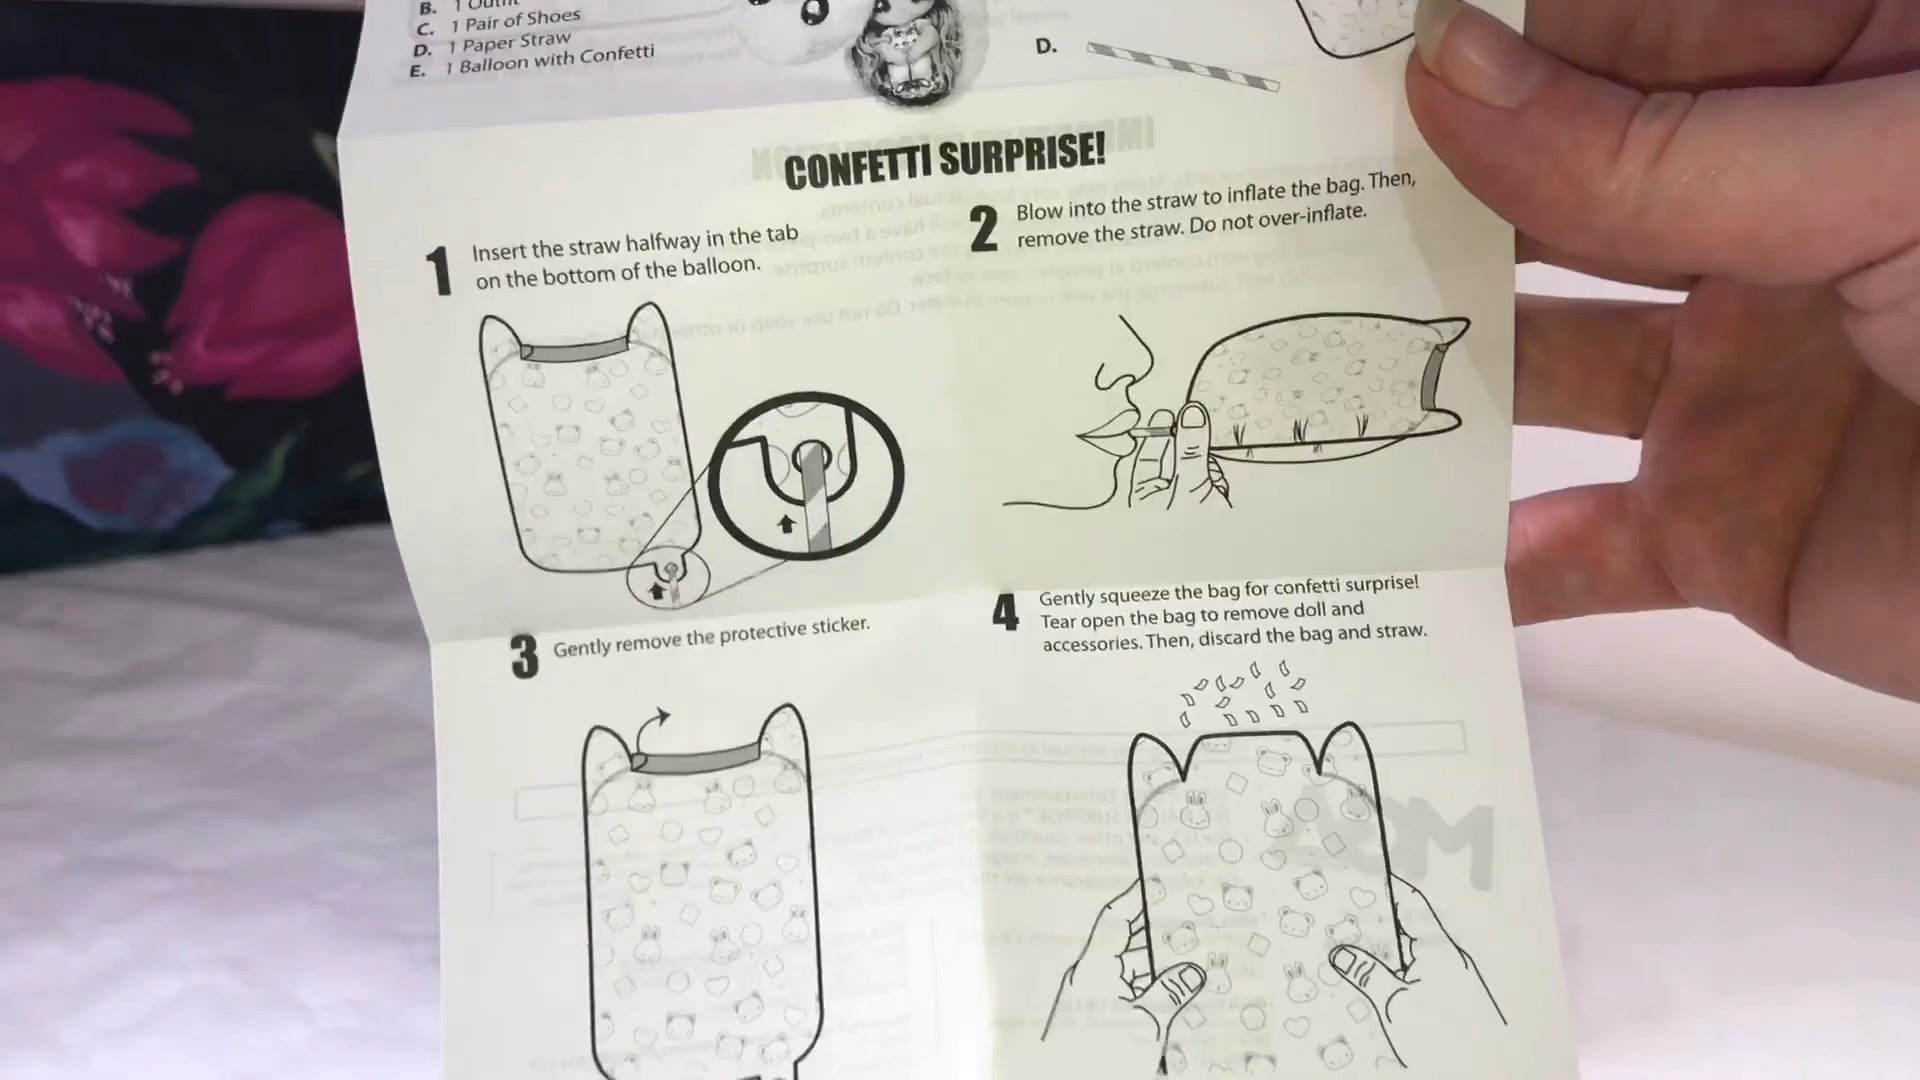 B. 1 Outfit
C. 1 Pair of Shoes
D. 1 Paper Straw
E. 1 Balloon with Confetti
D.
CONFETTI SURPRISE!
1 Insert the straw halfway in the tab
on the bottom of the balloon.
2 Blow into the straw to inflate the bag. Then,
remove the straw. Do not over-inflate.
3 Gently remove the protective sticker.
4 Gently squeeze the bag for confetti surprise!
Tear open the bag to remove doll and
accessories. Then, discard the bag and straw.